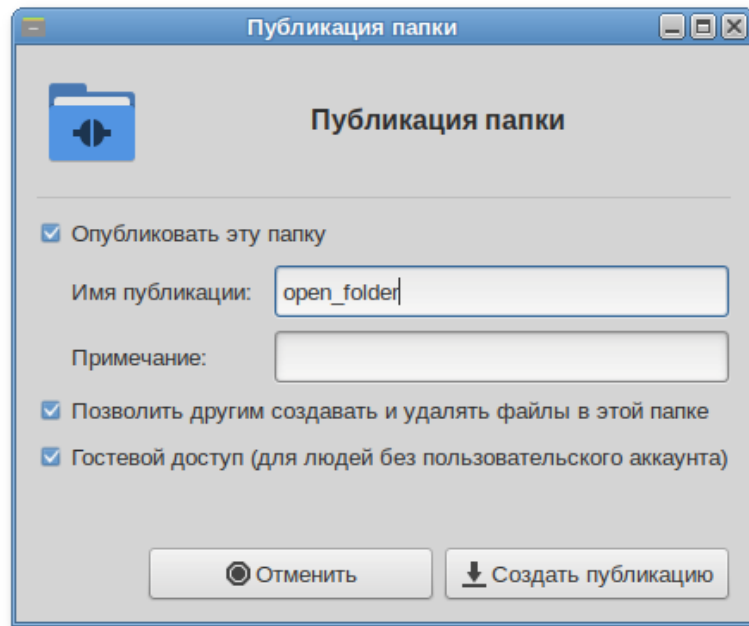 Публикация папки
Публикация папки
Опубликовать эту папку
Имя публикации: open_folder
Примечание:
Позволить другим создавать и удалять файлы в этой папке
Гостевой доступ (для людей без пользовательского аккаунта)
Отменить Создать публикацию